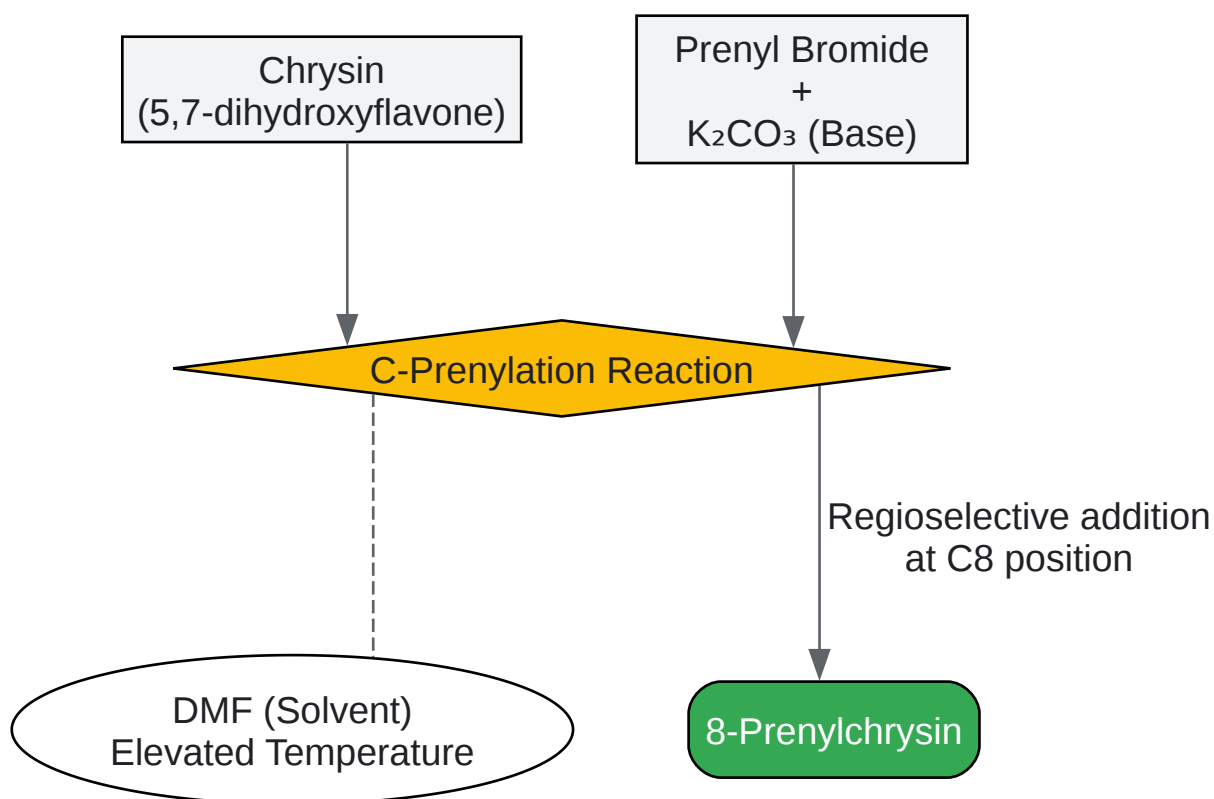 Chrysin
(5,7-dihydroxyflavone)
Prenyl Bromide
+
K₂CO₃ (Base)
C-Prenylation Reaction
Regioselective addition
at C8 position
DMF (Solvent)
Elevated Temperature
8-Prenylchrysin